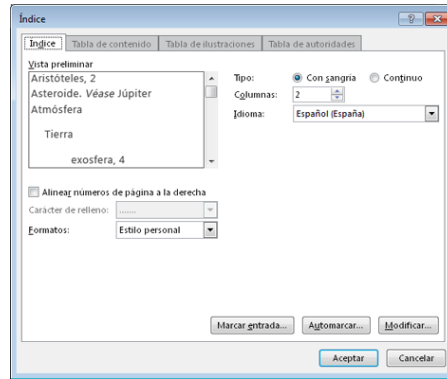 Índice
Índice Tabla de contenido Tabla de ilustraciones Tabla de autoridades
Vista preliminar
Aristóteles, 2
Asteroide. Véase Júpiter
Atmósfera
Tierra
exosfera, 4
Tipo: Con sangría Continuo
Columnas: 2
Idioma: Español (España)
Alinear números de página a la derecha
Carácter de relleno: .......
Formatos: Estilo personal
Marcar entrada... Automarcar... Modificar...
Aceptar Cancelar